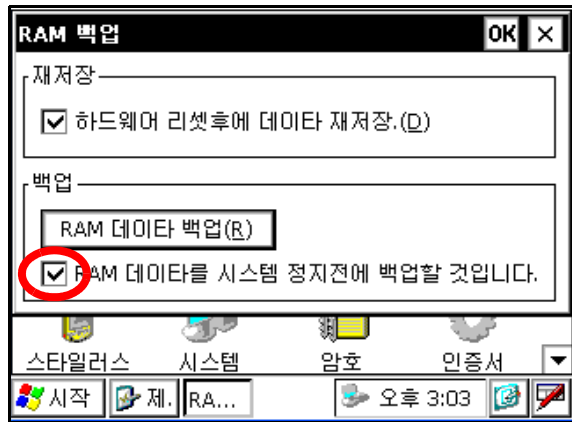 RAM 백업 OK ×
재저장
하드웨어 리셋후에 데이타 재저장.(D)
백업
RAM 데이타 백업(R)
RAM 데이타를 시스템 정지전에 백업할 것입니다.
스타일러스 시스템 암호 인증서
시작 제. RA... 오후 3:03